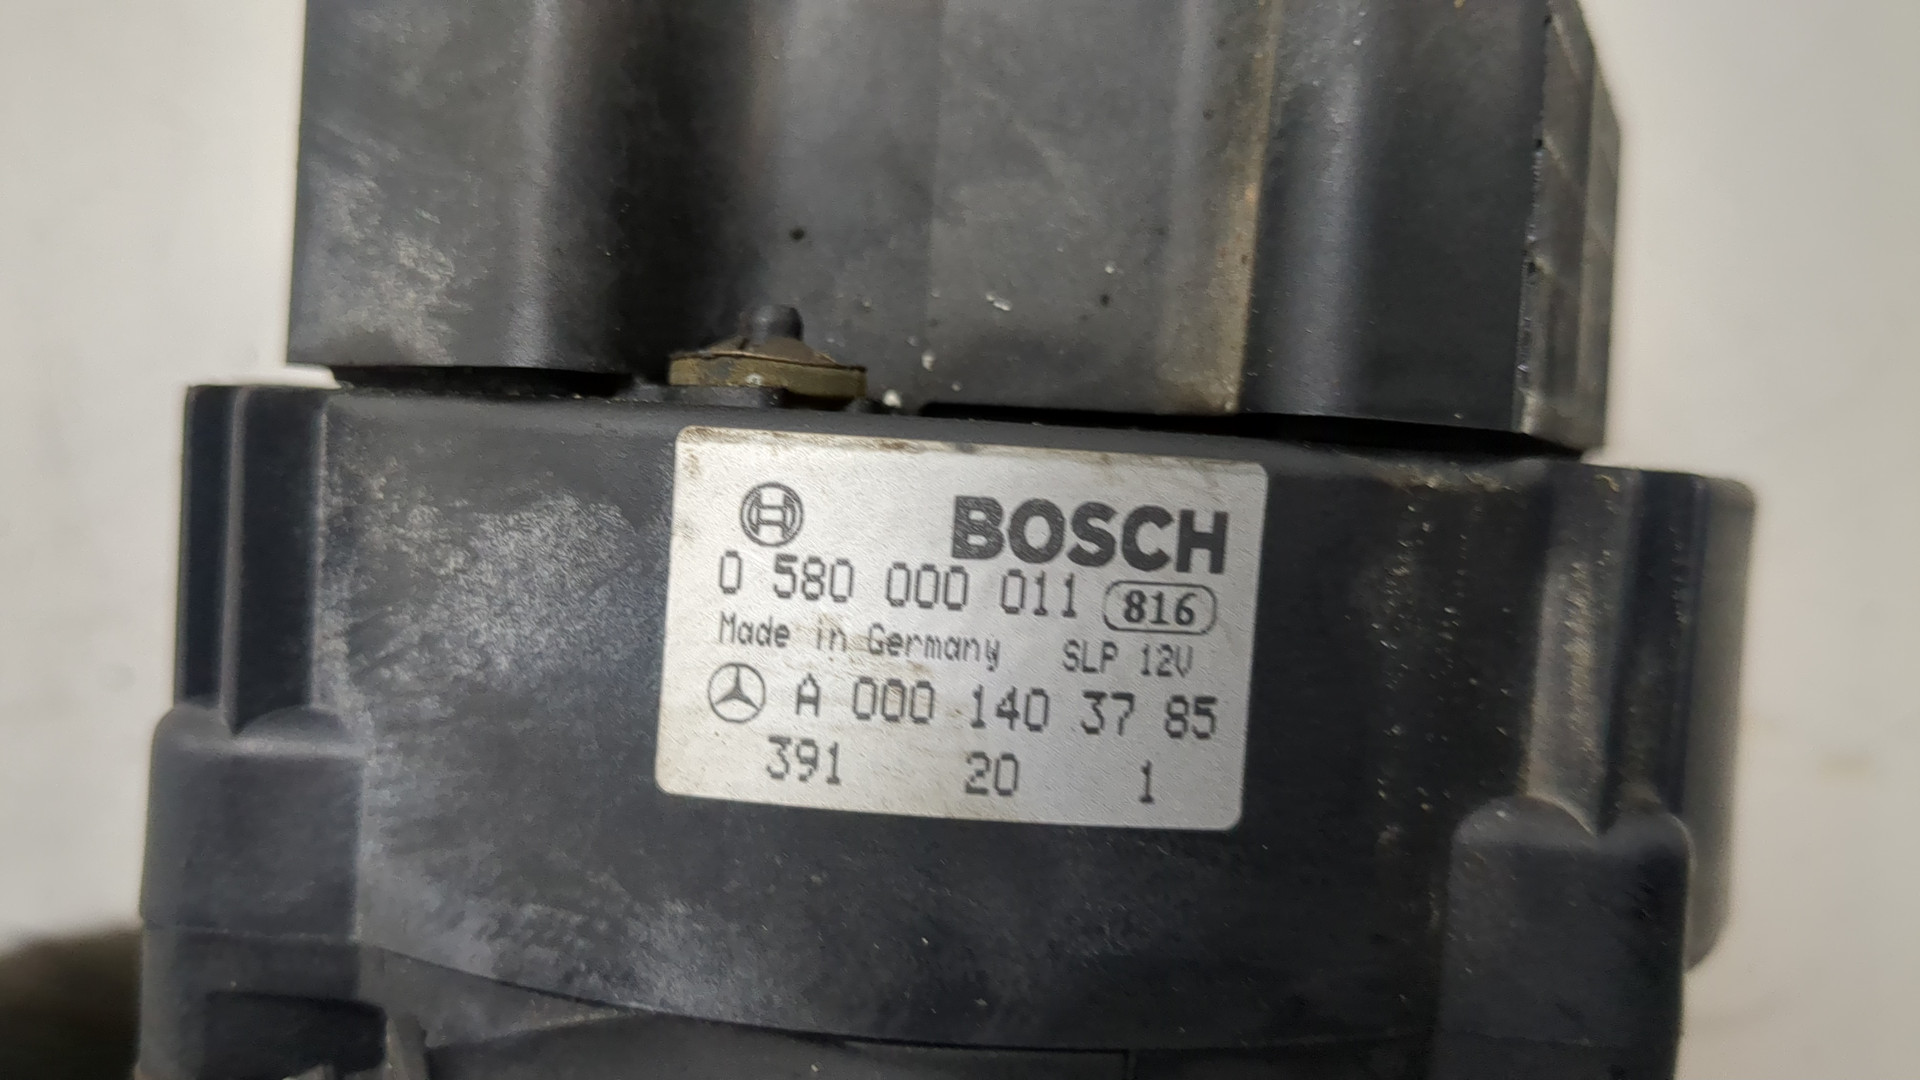 BOSCH
0 580 000 011 816
Made in Germany SLP 12V
A 000 140 37 85
391 20 1